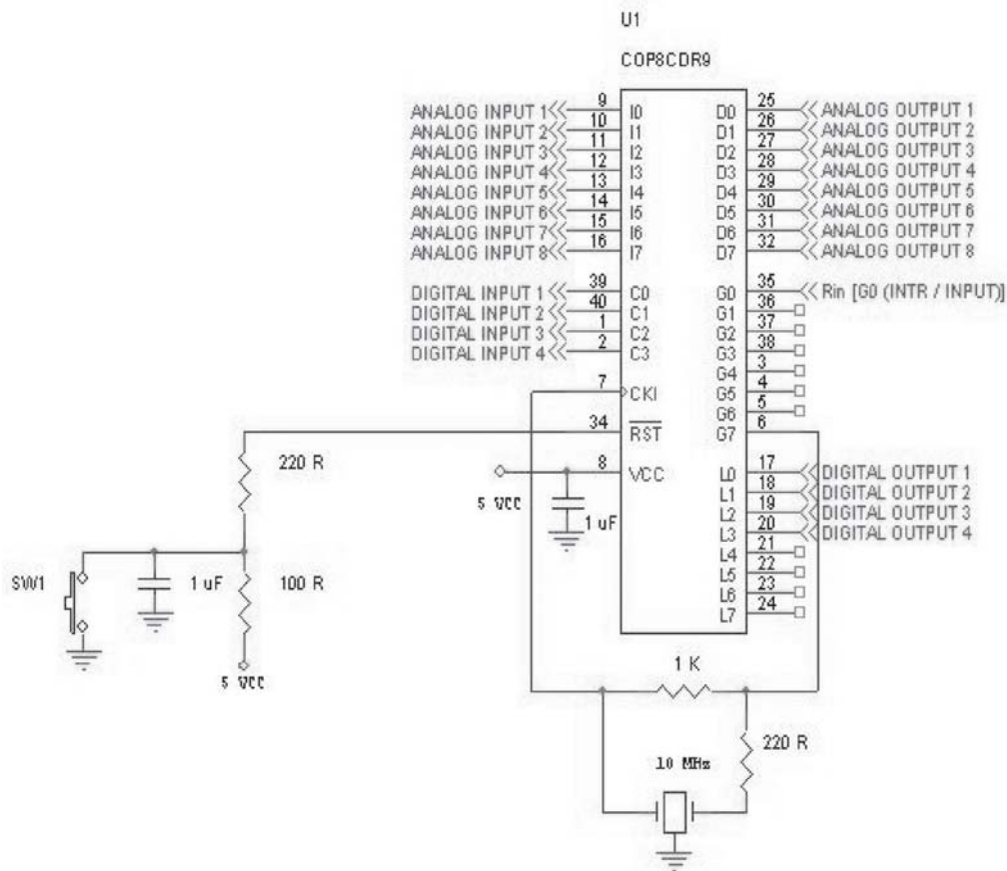 U1
COP8CDR9
ANALOG INPUT 1 9 I0 D0 25 ANALOG OUTPUT 1
ANALOG INPUT 2 10 I1 D1 26 ANALOG OUTPUT 2
ANALOG INPUT 3 11 I2 D2 27 ANALOG OUTPUT 3
ANALOG INPUT 4 12 I3 D3 28 ANALOG OUTPUT 4
ANALOG INPUT 5 13 I4 D4 29 ANALOG OUTPUT 5
ANALOG INPUT 6 14 I5 D5 30 ANALOG OUTPUT 6
ANALOG INPUT 7 15 I6 D6 31 ANALOG OUTPUT 7
ANALOG INPUT 8 16 I7 D7 32 ANALOG OUTPUT 8
DIGITAL INPUT 1 39 C0 G0 35 Rin [G0 (INTR / INPUT)]
DIGITAL INPUT 2 40 C1 G1 36
DIGITAL INPUT 3 1 C2 G2 37
DIGITAL INPUT 4 2 C3 G3 38
G4 3
7 CKI G5 4
G6 5
34 RST G7 6
220 R
5 VCC 8 VCC L0 17 DIGITAL OUTPUT 1
L1 18 DIGITAL OUTPUT 2
1 uF L2 19 DIGITAL OUTPUT 3
L3 20 DIGITAL OUTPUT 4
L4 21
SW1 1 uF 100 R L5 22
L6 23
L7 24
5 VCC
1 K
220 R
10 MHz